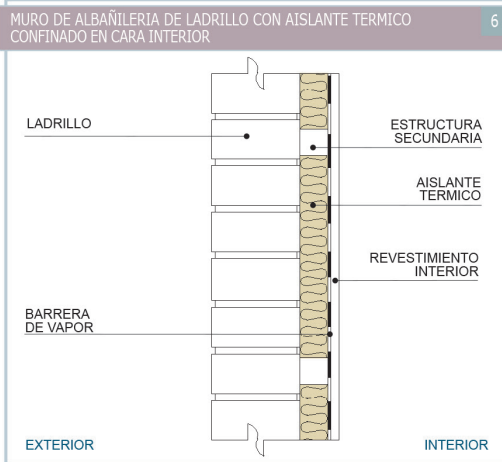 MURO DE ALBAÑILERIA DE LADRILLO CON AISLANTE TERMICO
CONFINADO EN CARA INTERIOR
6
LADRILLO
ESTRUCTURA
SECUNDARIA
AISLANTE
TERMICO
REVESTIMIENTO
INTERIOR
BARRERA
DE VAPOR
EXTERIOR
INTERIOR